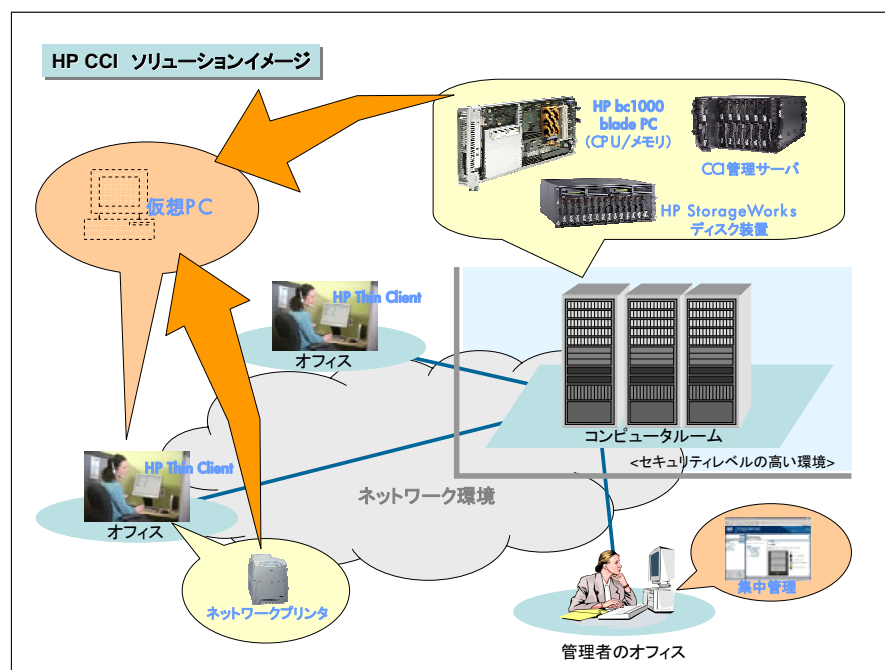 HP CCI ソリューションイメージ
HP bc1000
blade PC
(CPU/メモリ)
CCI管理サーバ
HP StorageWorks
ディスク装置
仮想PC
HP Thin Client
オフィス
コンピュータルーム
<セキュリティレベルの高い環境>
HP Thin Client
オフィス
ネットワーク環境
ネットワークプリンタ
集中管理
管理者のオフィス